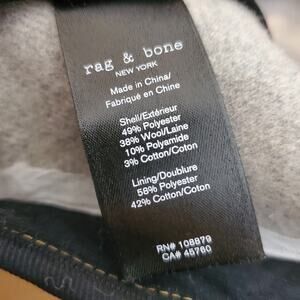 rag & bone
NEW YORK
Made in China/
Fabriqué en Chine
Shell/Extérieur
49% Polyester
38% Wool/Laine
10% Polyamide
3% Cotton/Coton
Lining/Doublure
58% Polyester
42% Cotton/Coton
RN# 108879
CA# 45760